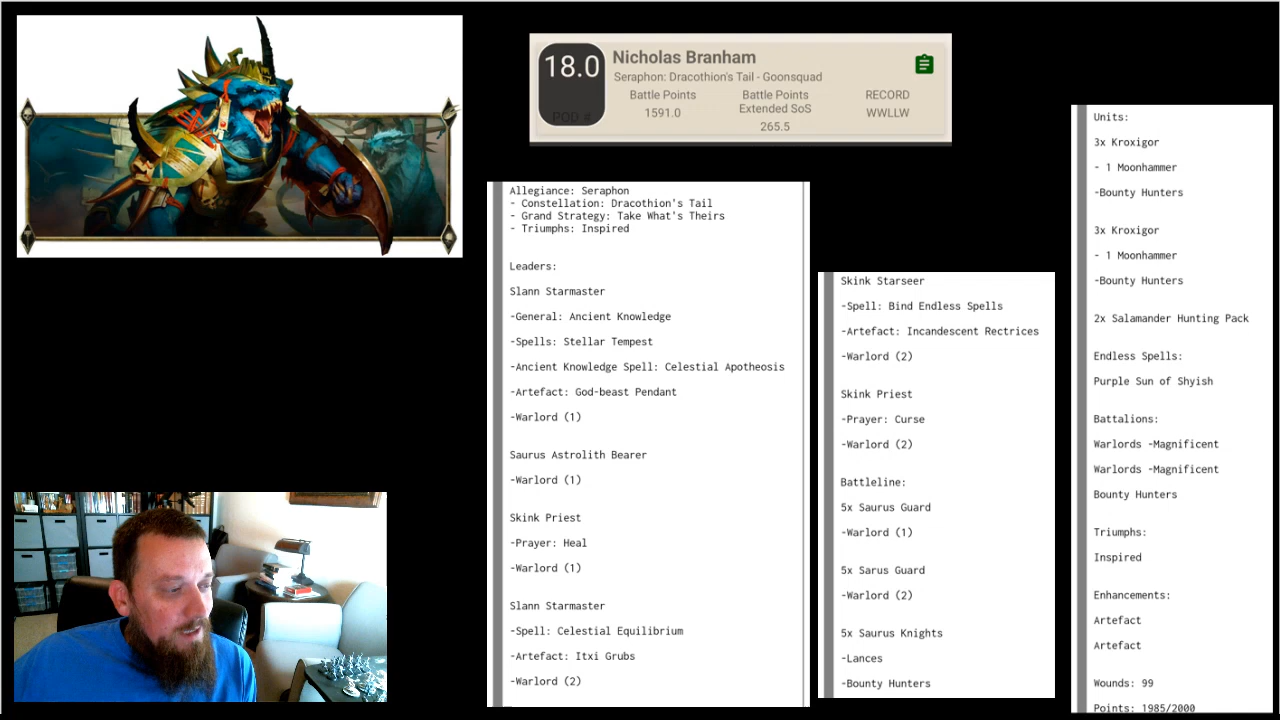 18.0
POD 4
Nicholas Branham
Seraphon: Dracothion's Tail - Goonsquad
Battle Points
1591.0
Battle Points
Extended SoS
265.5
RECORD
WWLLW
Allegiance: Seraphon
- Constellation: Dracothion's Tail
- Grand Strategy: Take What's Theirs
- Triumphs: Inspired
Leaders:
Slann Starmaster
-General: Ancient Knowledge
-Spells: Stellar Tempest
-Ancient Knowledge Spell: Celestial Apotheosis
-Artefact: God-beast Pendant
-Warlord (1)
Saurus Astrolith Bearer
-Warlord (1)
Skink Priest
-Prayer: Heal
-Warlord (1)
Slann Starmaster
-Spell: Celestial Equilibrium
-Artefact: Itxi Grubs
-Warlord (2)
Skink Starseer
-Spell: Bind Endless Spells
-Artefact: Incandescent Rectrices
-Warlord (2)
Skink Priest
-Prayer: Curse
-Warlord (2)
Battleline:
5x Saurus Guard
-Warlord (1)
5x Sarus Guard
-Warlord (2)
5x Saurus Knights
-Lances
-Bounty Hunters
Units:
3x Kroxigor
- 1 Moonhammer
-Bounty Hunters
3x Kroxigor
- 1 Moonhammer
-Bounty Hunters
2x Salamander Hunting Pack
Endless Spells:
Purple Sun of Shyish
Battalions:
Warlords -Magnificent
Warlords -Magnificent
Bounty Hunters
Triumphs:
Inspired
Enhancements:
Artefact
Artefact
Wounds: 99
Points: 1985/2000